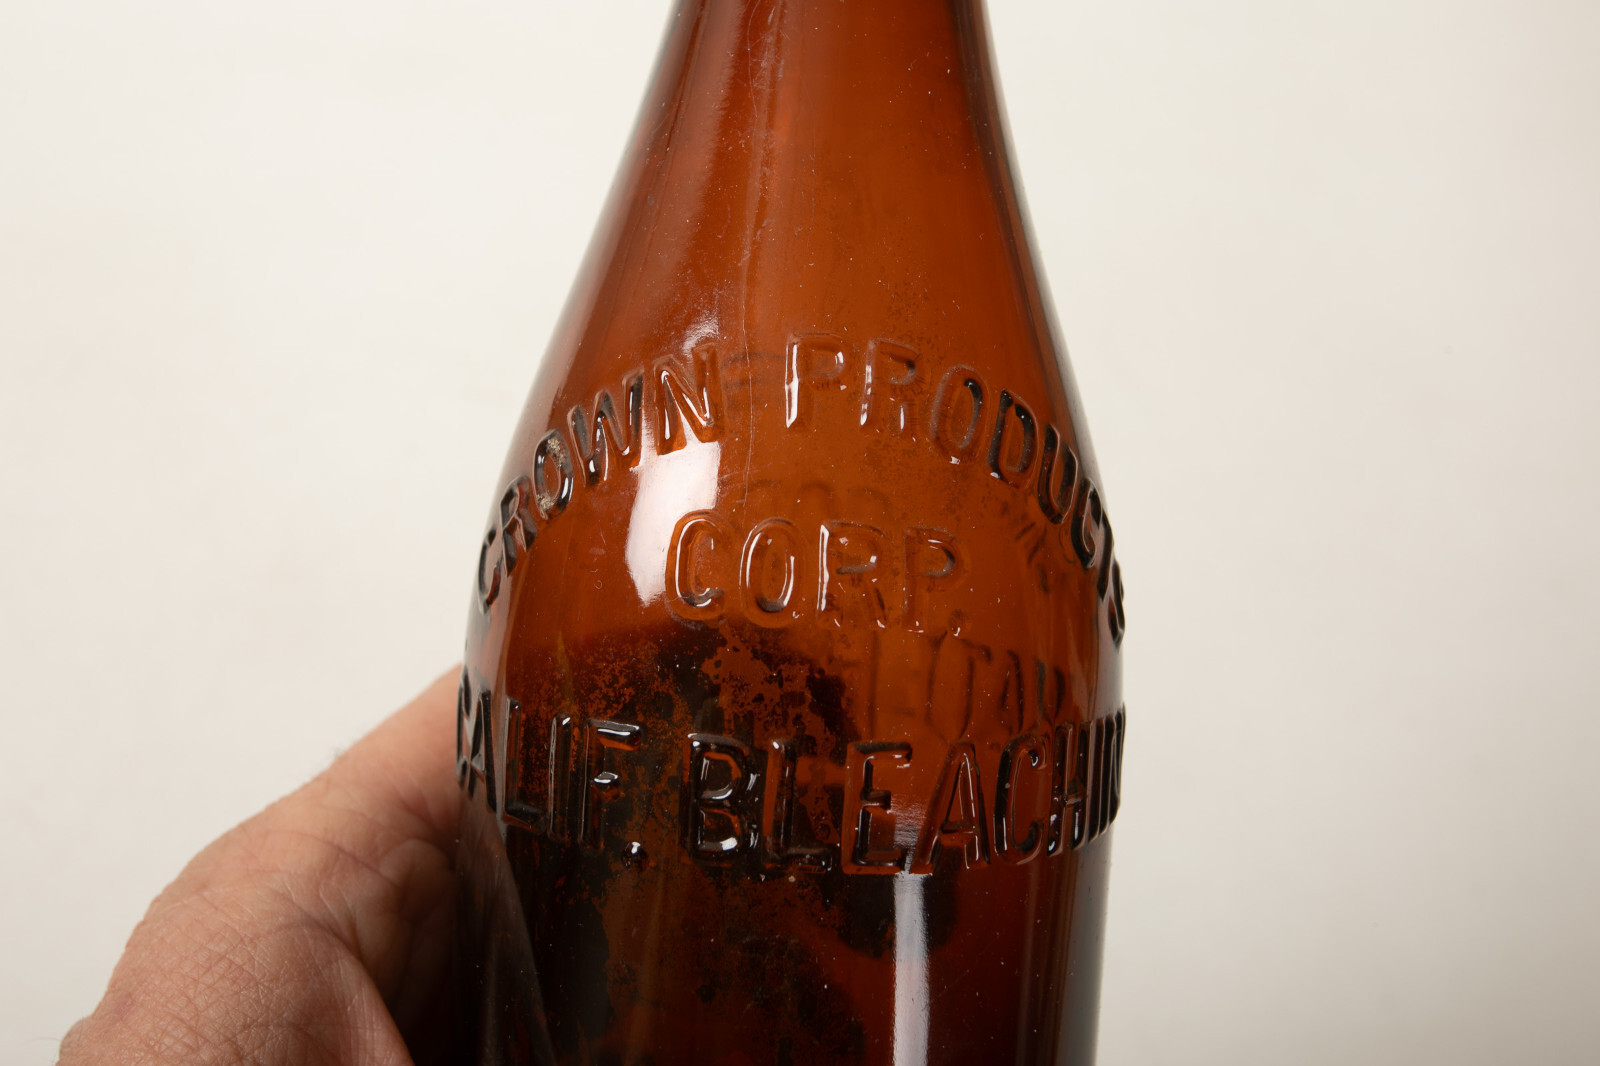 CROWN PRODUCTS
CORP.
CALIF. BLEACHIN